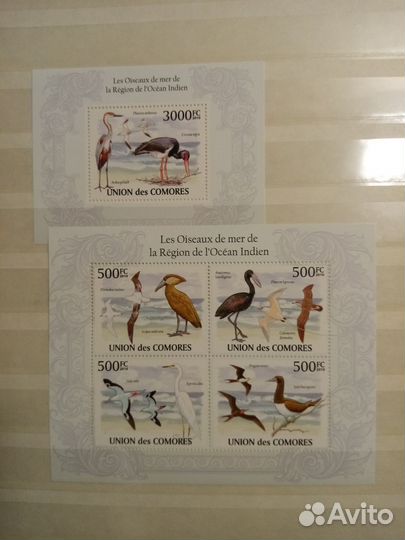 Les Oiseaux de mer de
la Région de l'Océan Indien
3000FC
UNION des COMORES
Les Oiseaux de mer de
la Région de l'Océan Indien
500FC
UNION des COMORES
500FC
UNION des COMORES
500FC
UNION des COMORES
500FC
UNION des COMORES
Avito